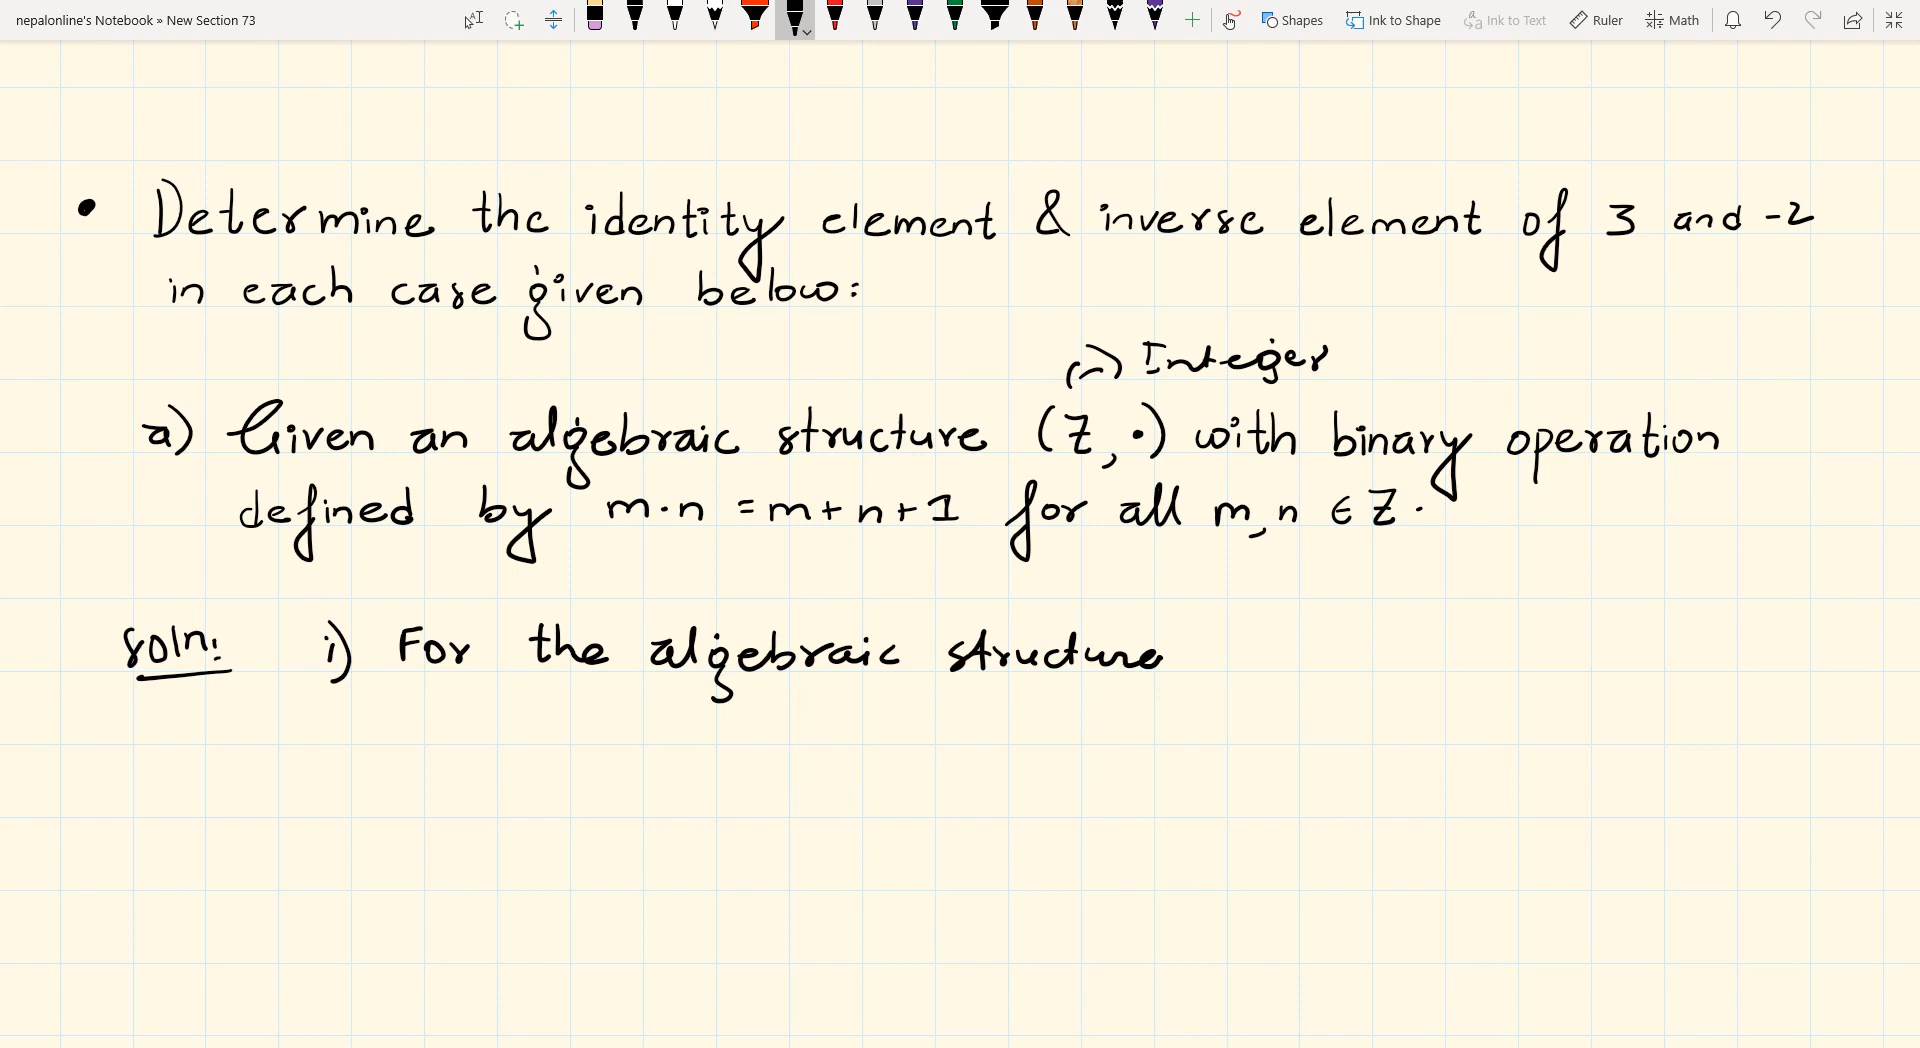 nepalonline's Notebook » New Section 73
Shapes Ink to Shape Ink to Text Ruler Math
• Determine the identity element & inverse element of 3 and -2
in each case given below:
Integer
a) Given an algebraic structure (Z, •) with binary operation
defined by m·n = m+n+1 for all m, n ∈ Z.
soln: i) For the algebraic structure